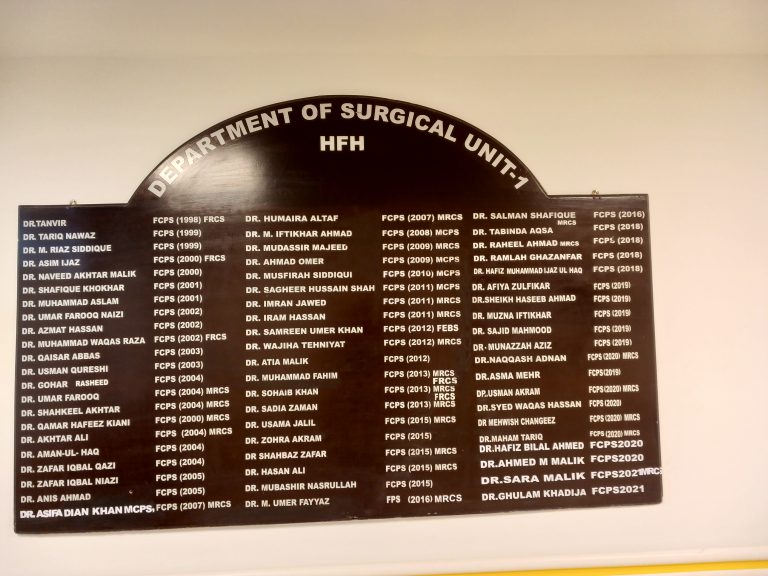 DEPARTMENT OF SURGICAL UNIT-1
HFH
DR.TANVIR FCPS (1998) FRCS
DR. TARIQ NAWAZ FCPS (1999)
DR. M. RIAZ SIDDIQUE FCPS (1999)
DR. ASIM IJAZ FCPS (2000) FRCS
DR. NAVEED AKHTAR MALIK FCPS (2000)
DR. SHAFIQUE KHOKHAR FCPS (2001)
DR. MUHAMMAD ASLAM FCPS (2001)
DR. UMAR FAROOQ NAIZI FCPS (2002)
DR. AZMAT HASSAN FCPS (2002)
DR. MUHAMMAD WAQAS RAZA FCPS (2002) FRCS
DR. QAISAR ABBAS FCPS (2003)
DR. USMAN QURESHI FCPS (2003)
DR. GOHAR RASHEED FCPS (2004)
DR. UMAR FAROOQ FCPS (2004) MRCS
DR. SHAHKEEL AKHTAR FCPS (2004) MRCS
DR. QAMAR HAFEEZ KIANI FCPS (2000) MRCS
DR. AKHTAR ALI FCPS (2004) MRCS
DR. AMAN-UL- HAQ FCPS (2004)
DR. ZAFAR IQBAL QAZI FCPS (2004)
DR. ZAFAR IQBAL NIAZI FCPS (2005)
DR. ANIS AHMAD FCPS (2005)
DR. ASIFA DIAN KHAN MCPS, FCPS (2007) MRCS
DR. HUMAIRA ALTAF FCPS (2007) MRCS
DR. M. IFTIKHAR AHMAD FCPS (2008) MCPS
DR. MUDASSIR MAJEED FCPS (2009) MRCS
DR. AHMAD OMER FCPS (2009) MCPS
DR. MUSFIRAH SIDDIQUI FCPS (2010) MCPS
DR. SAGHEER HUSSAIN SHAH FCPS (2011) MCPS
DR. IMRAN JAWED FCPS (2011) MRCS
DR. IRAM HASSAN FCPS (2011) MRCS
DR. SAMREEN UMER KHAN FCPS (2012) FEBS
DR. WAJIHA TEHNIYAT FCPS (2012) MRCS
DR. ATIA MALIK FCPS (2012)
DR. MUHAMMAD FAHIM FCPS (2013) MRCS
FRCS
DR. SOHAIB KHAN FCPS (2013) MRCS
FRCS
DR. SADIA ZAMAN FCPS (2013) MRCS
DR. USAMA JALIL FCPS (2015) MRCS
DR. ZOHRA AKRAM FCPS (2015)
DR SHAHBAZ ZAFAR FCPS (2015) MRCS
DR. HASAN ALI FCPS (2015) MRCS
DR. MUBASHIR NASRULLAH FCPS (2015)
DR. M. UMER FAYYAZ FPS (2016) MRCS
DR. SALMAN SHAFIQUE FCPS (2016)
MRCS
DR. TABINDA AQSA FCPS (2018)
DR. RAHEEL AHMAD MRCS FCPS (2018)
DR. RAMLAH GHAZANFAR FCPS (2018)
DR. HAFIZ MUHAMMAD IJAZ UL HAQ FCPS (2018)
DR. AFIYA ZULFIKAR FCPS (2019)
DR.SHEIKH HASEEB AHMAD FCPS (2019)
DR. MUZNA IFTIKHAR FCPS (2019)
DR. SAJID MAHMOOD FCPS (2019)
DR. MUNAZZAH AZIZ FCPS (2019)
DR.NAQQASH ADNAN FCPS (2020) MRCS
DR.ASMA MEHR FCPS(2019)
DR.USMAN AKRAM FCPS(2020) MRCS
DR.SYED WAQAS HASSAN FCPS (2020)
DR MEHWISH CHANGEEZ FCPS (2020) MRCS
DR.MAHAM TARIQ FCPS (2020) MRCS
DR.HAFIZ BILAL AHMED FCPS2020
DR.AHMED M MALIK FCPS2020
DR.SARA MALIK FCPS2021MRCS
DR.GHULAM KHADIJA FCPS2021